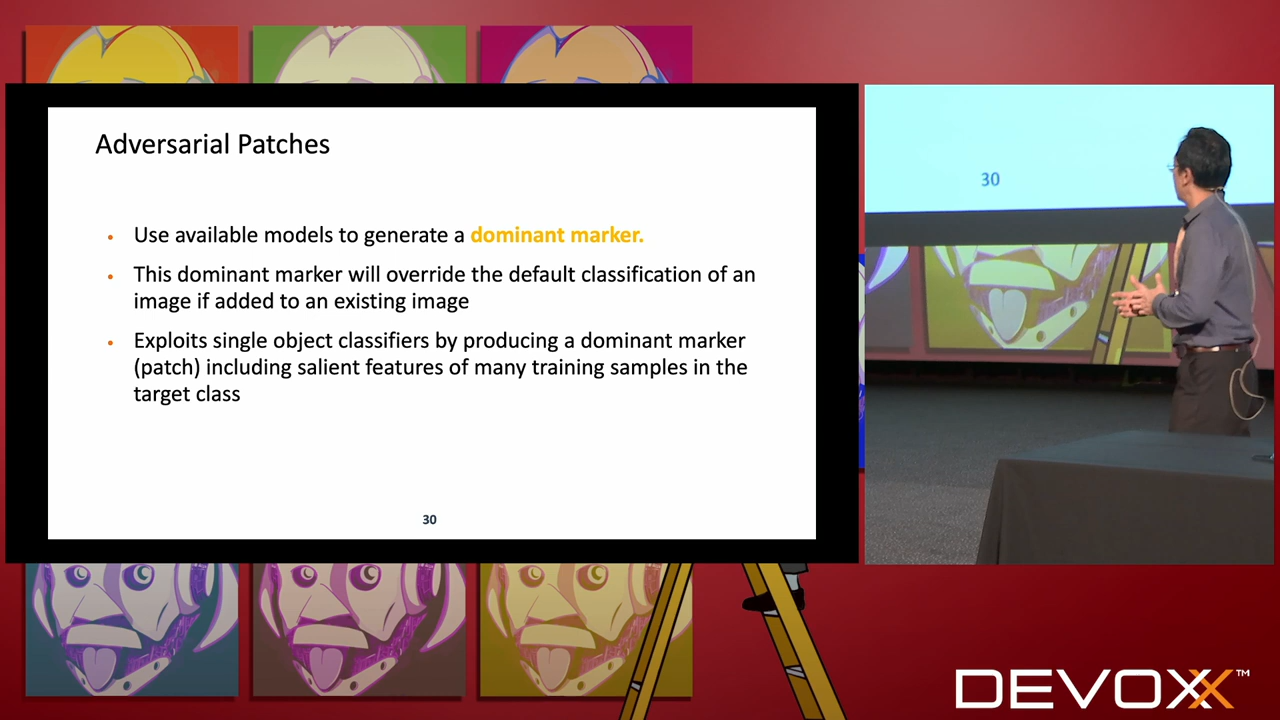 Adversarial Patches
• Use available models to generate a dominant marker.
• This dominant marker will override the default classification of an
image if added to an existing image
• Exploits single object classifiers by producing a dominant marker
(patch) including salient features of many training samples in the
target class
30
30
DEVOXX™